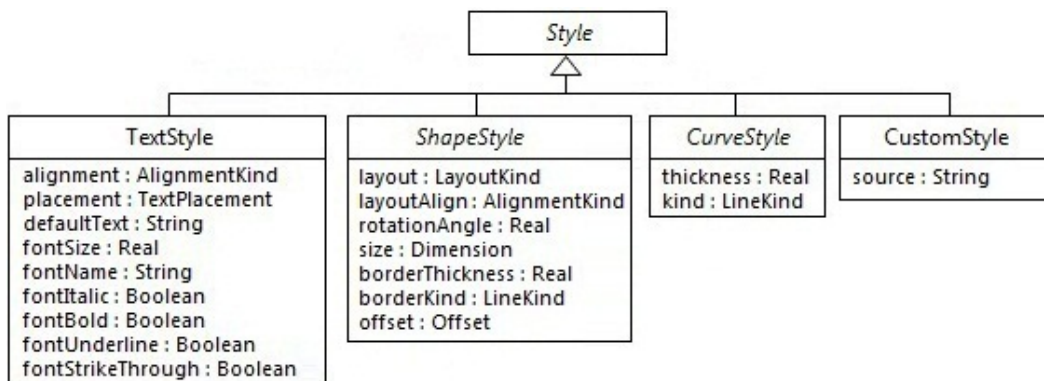 Style
TextStyle
alignment : AlignmentKind
placement : TextPlacement
defaultText : String
fontSize : Real
fontName : String
fontItalic : Boolean
fontBold : Boolean
fontUnderline : Boolean
fontStrikeThrough : Boolean
ShapeStyle
layout : LayoutKind
layoutAlign : AlignmentKind
rotationAngle : Real
size : Dimension
borderThickness : Real
borderKind : LineKind
offset : Offset
CurveStyle
thickness : Real
kind : LineKind
CustomStyle
source : String